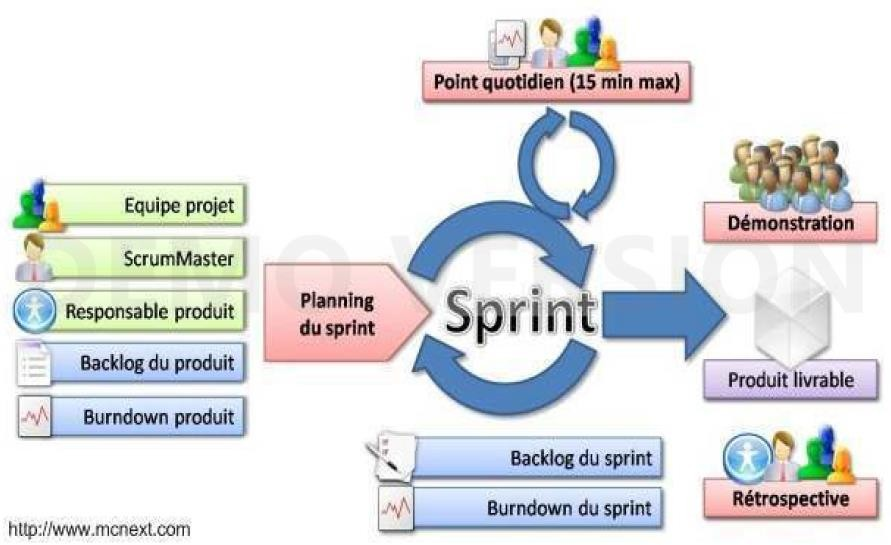 Point quotidien (15 min max)
Equipe projet
ScrumMaster
Responsable produit
Backlog du produit
Burndown produit
Planning
du sprint
Sprint
Démonstration
Produit livrable
Backlog du sprint
Burndown du sprint
Rétrospective
http://www.mcnext.com
DEMO VERSION